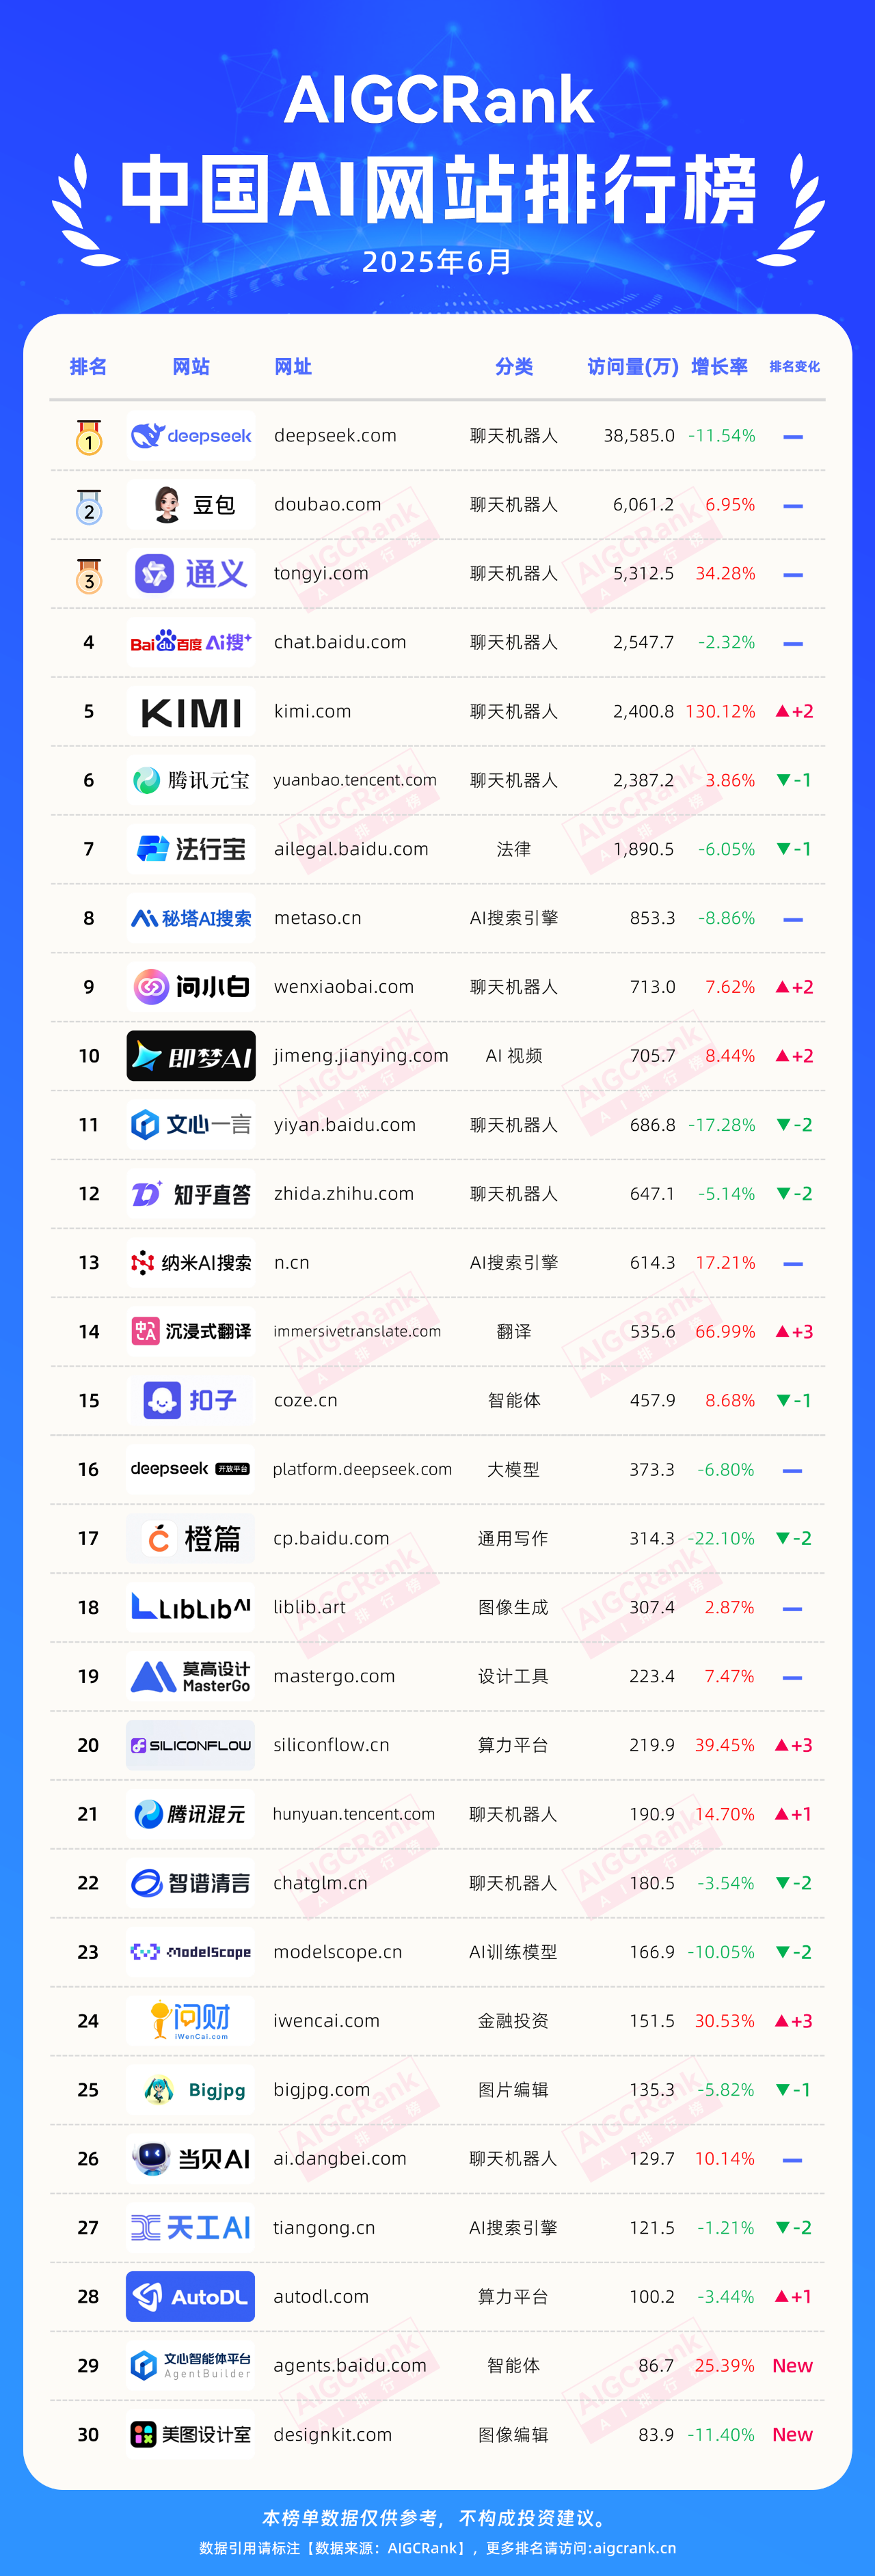 AIGCRank
中国AI网站排行榜
2025年6月
排名 网站 网址 分类 访问量(万) 增长率 排名变化
1 deepseek deepseek.com 聊天机器人 38,585.0 -11.54% —
2 豆包 doubao.com 聊天机器人 6,061.2 6.95% —
3 通义 tongyi.com 聊天机器人 5,312.5 34.28% —
4 Bai du 百度 Ai搜+ chat.baidu.com 聊天机器人 2,547.7 -2.32% —
5 KIMI kimi.com 聊天机器人 2,400.8 130.12% ▲+2
6 腾讯元宝 yuanbao.tencent.com 聊天机器人 2,387.2 3.86% ▼-1
7 法行宝 ailegal.baidu.com 法律 1,890.5 -6.05% ▼-1
8 秘塔AI搜索 metaso.cn AI搜索引擎 853.3 -8.86% —
9 问小白 wenxiaobai.com 聊天机器人 713.0 7.62% ▲+2
10 即梦AI jimeng.jianying.com AI 视频 705.7 8.44% ▲+2
11 文心一言 yiyan.baidu.com 聊天机器人 686.8 -17.28% ▼-2
12 知乎直答 zhida.zhihu.com 聊天机器人 647.1 -5.14% ▼-2
13 纳米AI搜索 n.cn AI搜索引擎 614.3 17.21% —
14 沉浸式翻译 immersivetranslate.com 翻译 535.6 66.99% ▲+3
15 扣子 coze.cn 智能体 457.9 8.68% ▼-1
16 deepseek 开放平台 platform.deepseek.com 大模型 373.3 -6.80% —
17 橙篇 cp.baidu.com 通用写作 314.3 -22.10% ▼-2
18 LibLibAI liblib.art 图像生成 307.4 2.87% —
19 莫高设计 MasterGo mastergo.com 设计工具 223.4 7.47% —
20 SILICONFLOW siliconflow.cn 算力平台 219.9 39.45% ▲+3
21 腾讯混元 hunyuan.tencent.com 聊天机器人 190.9 14.70% ▲+1
22 智谱清言 chatglm.cn 聊天机器人 180.5 -3.54% ▼-2
23 ModelScope modelscope.cn AI训练模型 166.9 -10.05% ▼-2
24 问财 iWenCai.com iwencai.com 金融投资 151.5 30.53% ▲+3
25 Bigjpg bigjpg.com 图片编辑 135.3 -5.82% ▼-1
26 当贝AI ai.dangbei.com 聊天机器人 129.7 10.14% —
27 天工AI tiangong.cn AI搜索引擎 121.5 -1.21% ▼-2
28 AutoDL autodl.com 算力平台 100.2 -3.44% ▲+1
29 文心智能体平台 AgentBuilder agents.baidu.com 智能体 86.7 25.39% New
30 美图设计室 designkit.com 图像编辑 83.9 -11.40% New
本榜单数据仅供参考，不构成投资建议。
数据引用请标注【数据来源：AIGCRank】，更多排名请访问:aigcrank.cn